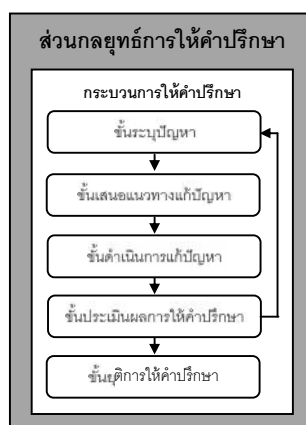 ส่วนกลยุทธ์การให้คำปรึกษา
กระบวนการให้คำปรึกษา
ขั้นระบุปัญหา
ขั้นเสนอแนวทางแก้ปัญหา
ขั้นดำเนินการแก้ปัญหา
ขั้นประเมินผลการให้คำปรึกษา
ขั้นยุติการให้คำปรึกษา